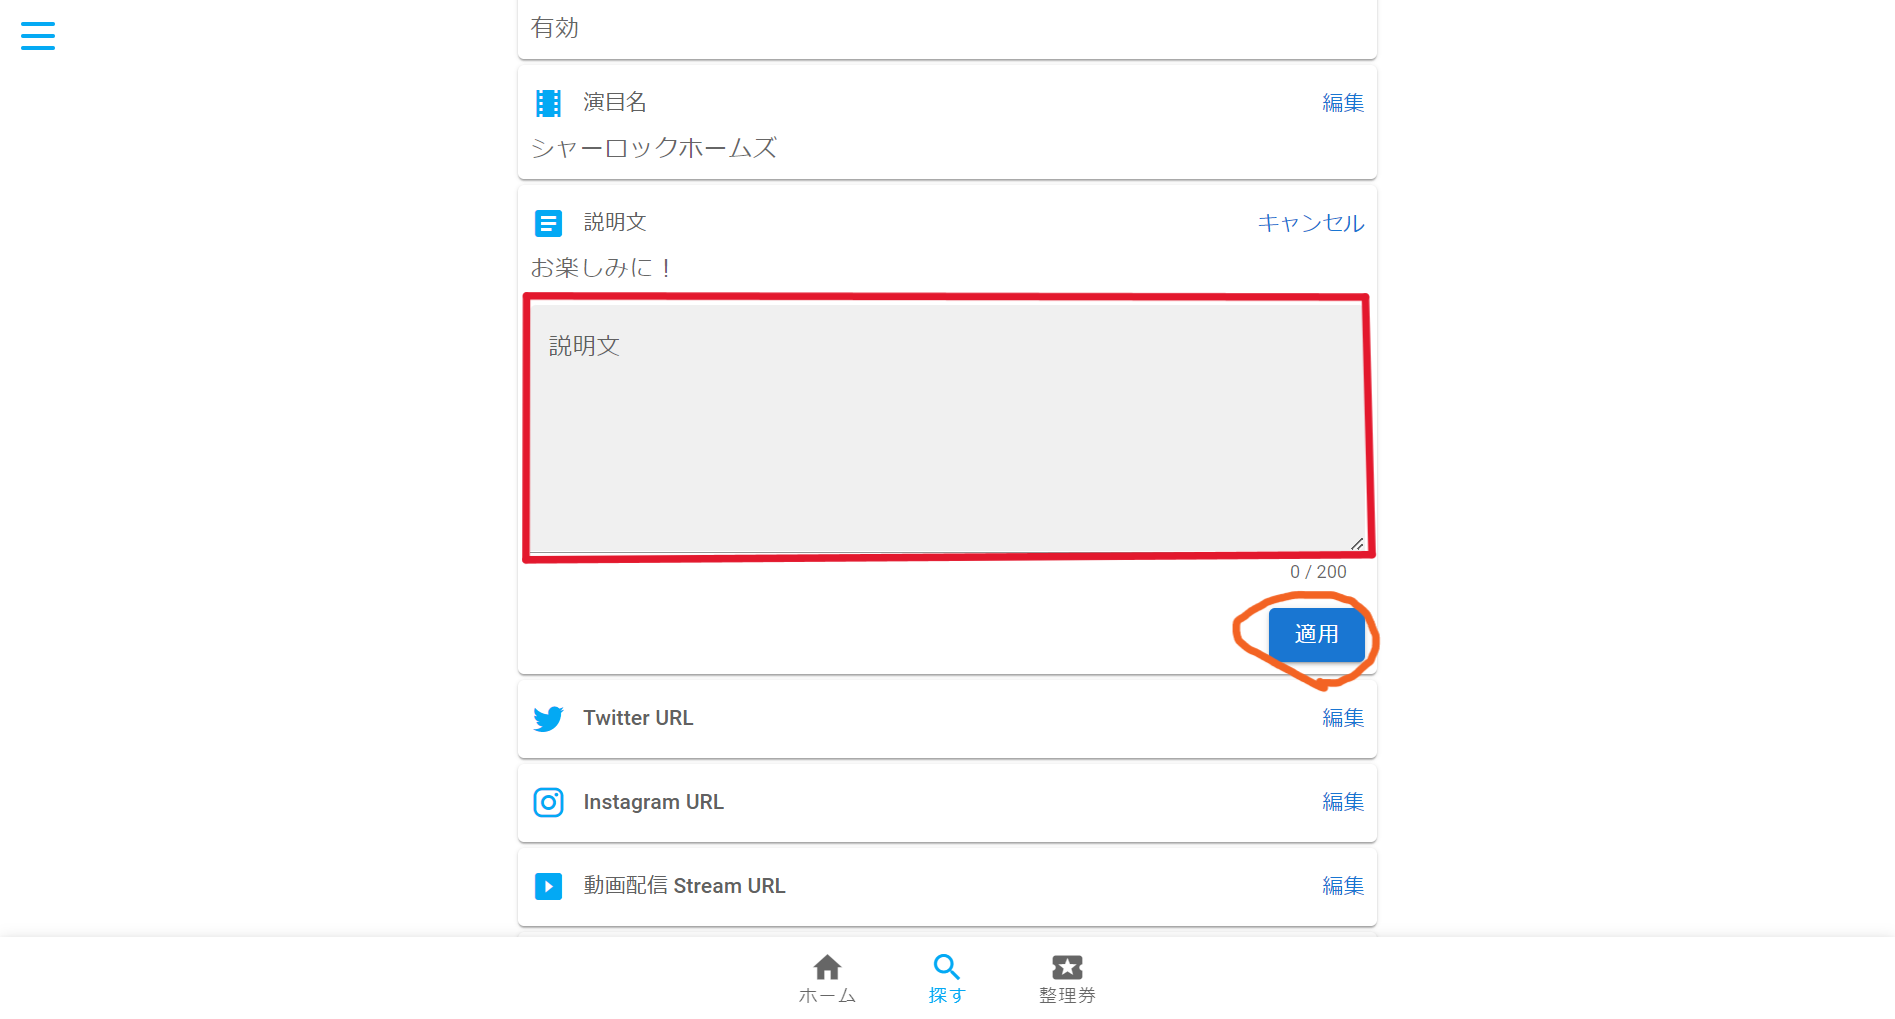 有効
演目名
編集
シャーロックホームズ
説明文
キャンセル
お楽しみに！
説明文
0 / 200
適用
Twitter URL
編集
Instagram URL
編集
動画配信 Stream URL
編集
ホーム
探す
整理券